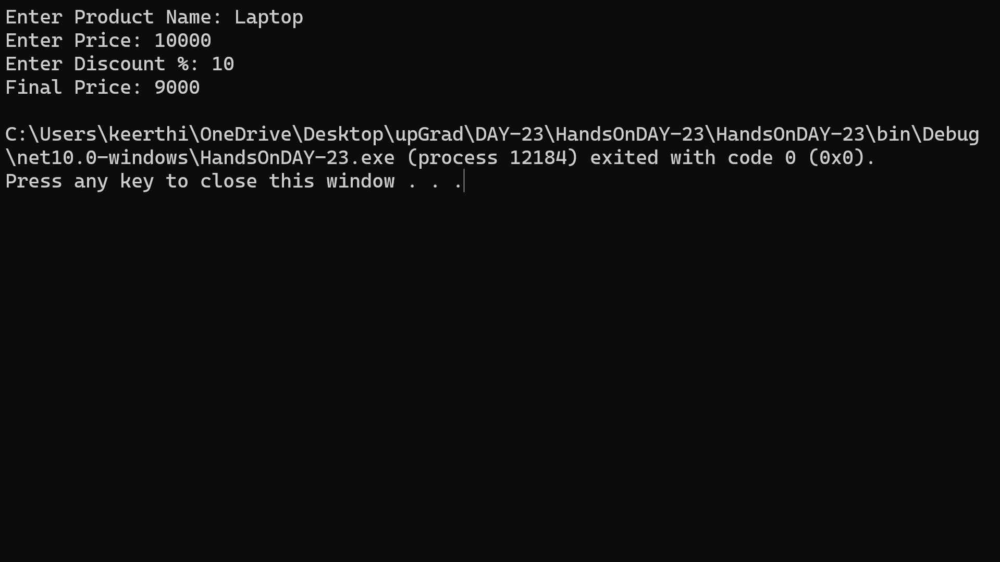 Enter Product Name: Laptop
Enter Price: 10000
Enter Discount %: 10
Final Price: 9000
C:\Users\keerthi\OneDrive\Desktop\upGrad\DAY-23\HandsOnDAY-23\HandsOnDAY-23\bin\Debug
\net10.0-windows\HandsOnDAY-23.exe (process 12184) exited with code 0 (0x0).
Press any key to close this window . . .